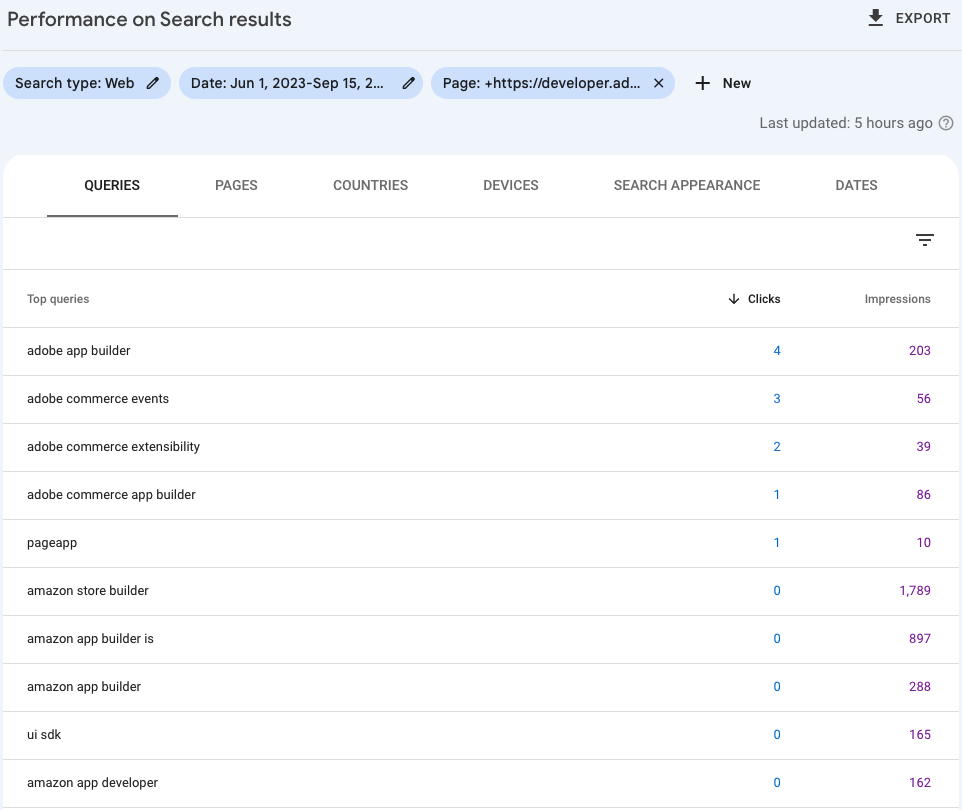 Performance on Search results
EXPORT
Search type: Web
Date: Jun 1, 2023-Sep 15, 2...
Page: +https://developer.ad...
New
Last updated: 5 hours ago
QUERIES PAGES COUNTRIES DEVICES SEARCH APPEARANCE DATES
Top queries Clicks Impressions
adobe app builder 4 203
adobe commerce events 3 56
adobe commerce extensibility 2 39
adobe commerce app builder 1 86
pageapp 1 10
amazon store builder 0 1,789
amazon app builder is 0 897
amazon app builder 0 288
ui sdk 0 165
amazon app developer 0 162